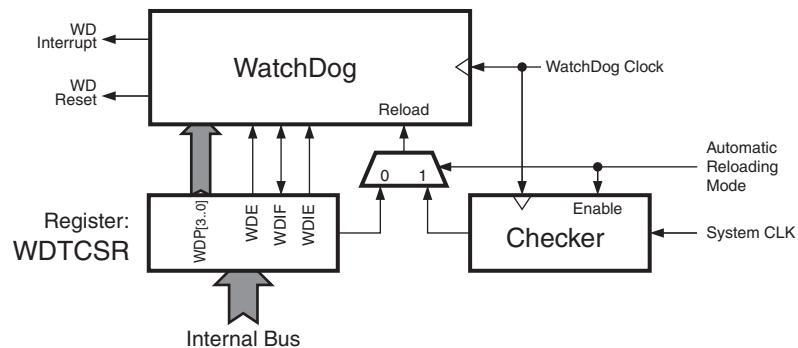 WD
Interrupt
WatchDog
WatchDog Clock
WD
Reset
Reload
0 1
Automatic
Reloading
Mode
Register:
WDTCSR
WDP[3..0]
WDE
WDIF
WDIE
Enable
Checker
System CLK
Internal Bus